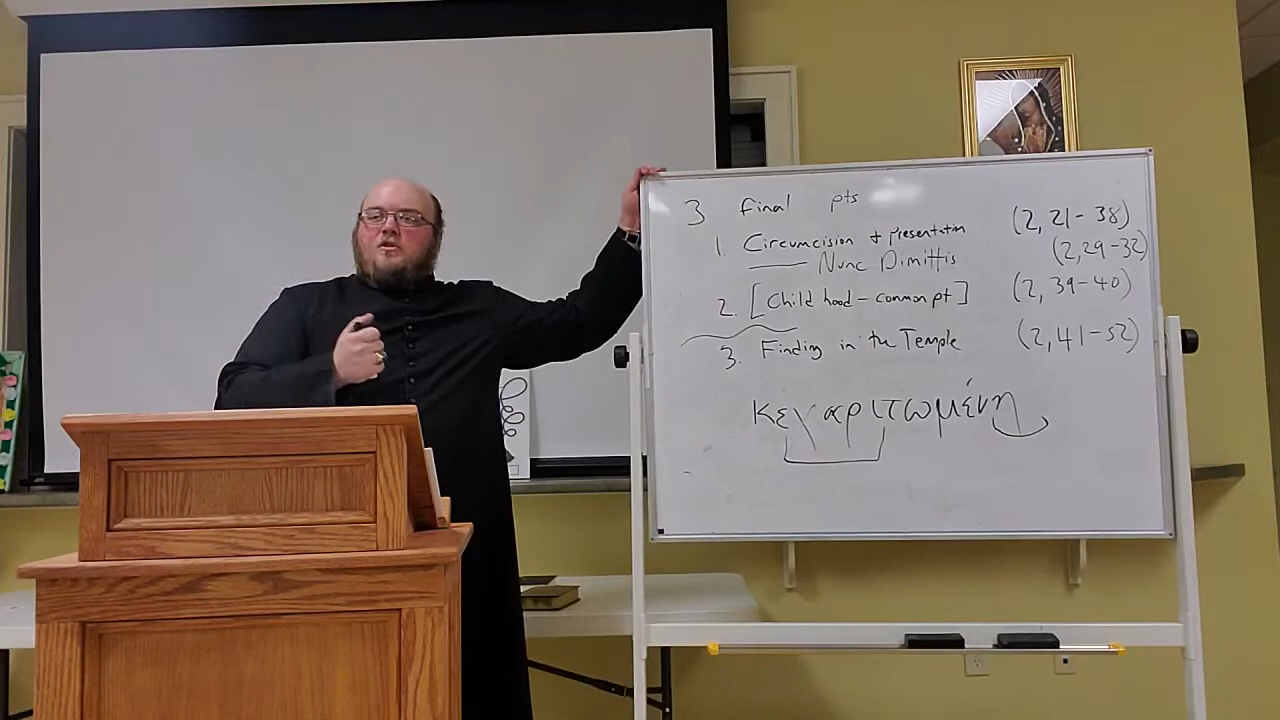 3 final pts
1. Circumcision + presentation (2, 21-38)
Nunc Dimittis (2,29-32)
2. [Child hood - common pt] (2, 39-40)
3. Finding in the Temple (2,41-52)
κεχαριτωμένη